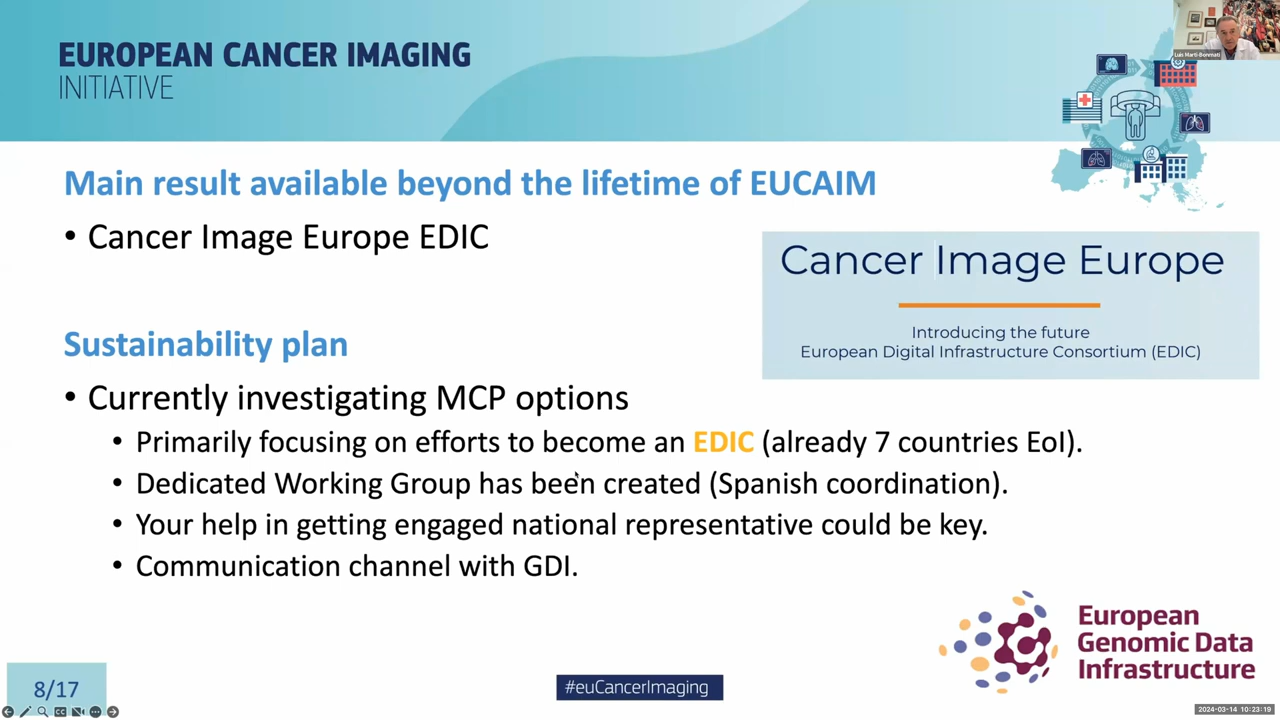 EUROPEAN CANCER IMAGING
INITIATIVE
Luis Martí-Bonmatí
Main result available beyond the lifetime of EUCAIM
• Cancer Image Europe EDIC
Cancer Image Europe
Introducing the future
European Digital Infrastructure Consortium (EDIC)
Sustainability plan
• Currently investigating MCP options
• Primarily focusing on efforts to become an EDIC (already 7 countries EoI).
• Dedicated Working Group has been created (Spanish coordination).
• Your help in getting engaged national representative could be key.
• Communication channel with GDI.
European
Genomic Data
Infrastructure
8/17
#euCancerImaging
2024-03-14 10:23:19